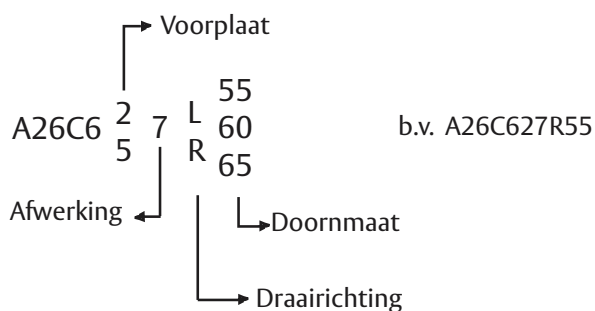 Voorplaat
55
A26C6 2 7 L 60
5 R 65
b.v. A26C627R55
Afwerking
Doornmaat
Draairichting